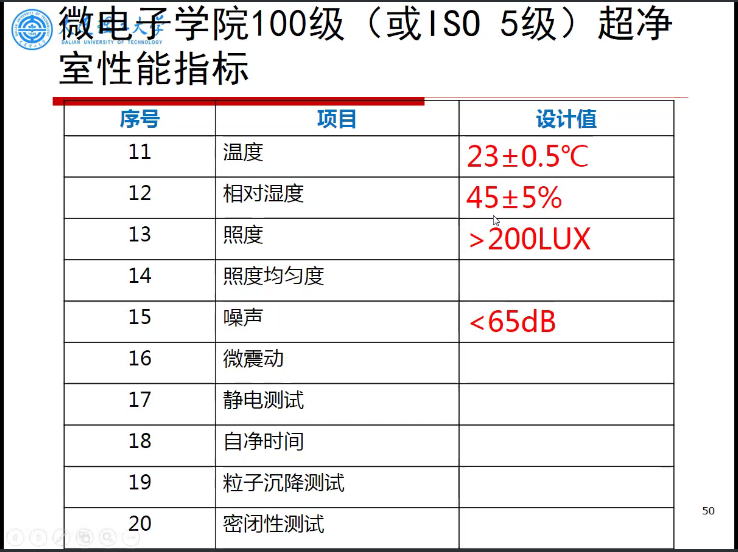 微电子学院100级（或ISO 5级）超净
室性能指标
DALIAN UNIVERSITY OF TECHNOLOGY
序号 项目 设计值
11 温度 23±0.5℃
12 相对湿度 45±5%
13 照度 >200LUX
14 照度均匀度
15 噪声 <65dB
16 微震动
17 静电测试
18 自净时间
19 粒子沉降测试
20 密闭性测试
50